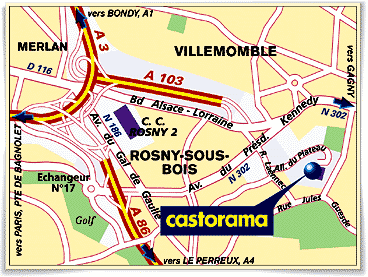 vers BONDY, A1
MERLAN
A 3
VILLEMOMBLE
vers GAGNY
D 116
A 103
Bd Alsace - Lorraine
Kennedy
N 302
C. C.
ROSNY 2
N 186
Av. du Gal de Gaulle
ROSNY-SOUS-
BOIS
Av. du Présd.
N 302
R. Laennec
All. du Plateau
vers PARIS, PTE DE BAGNOLET
Echangeur
N°17
Golf
A 86
castorama
Rue Jules Guesde
vers LE PERREUX, A4